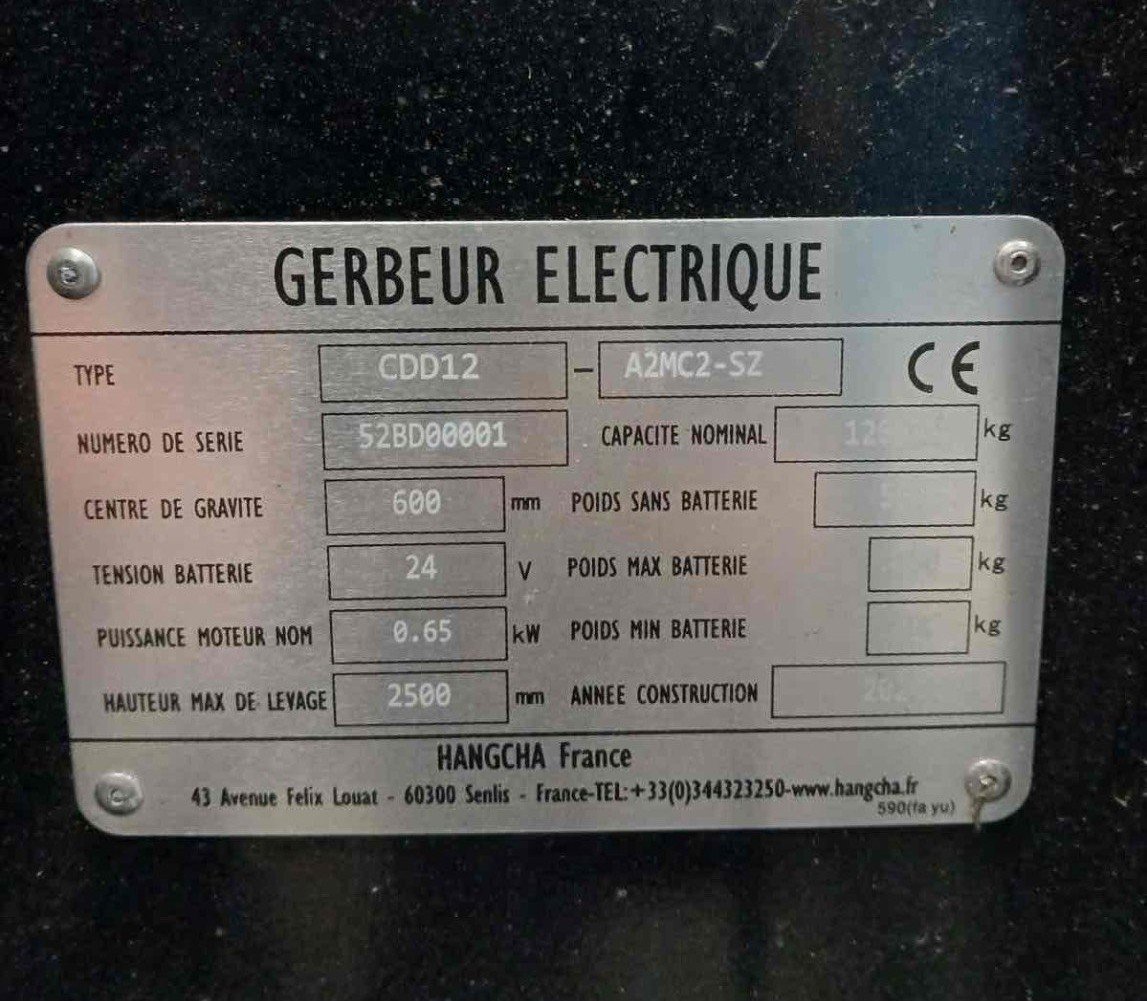 GERBEUR ELECTRIQUE
TYPE CDD12 - A2MC2-SZ CE
NUMERO DE SERIE 52BD00001 CAPACITE NOMINAL kg
CENTRE DE GRAVITE 600 mm POIDS SANS BATTERIE kg
TENSION BATTERIE 24 V POIDS MAX BATTERIE kg
PUISSANCE MOTEUR NOM 0.65 kW POIDS MIN BATTERIE kg
HAUTEUR MAX DE LEVAGE 2500 mm ANNEE CONSTRUCTION
HANGCHA France
43 Avenue Felix Louat - 60300 Senlis - France-TEL:+33(0)344323250-www.hangcha.fr
590(fa yu)